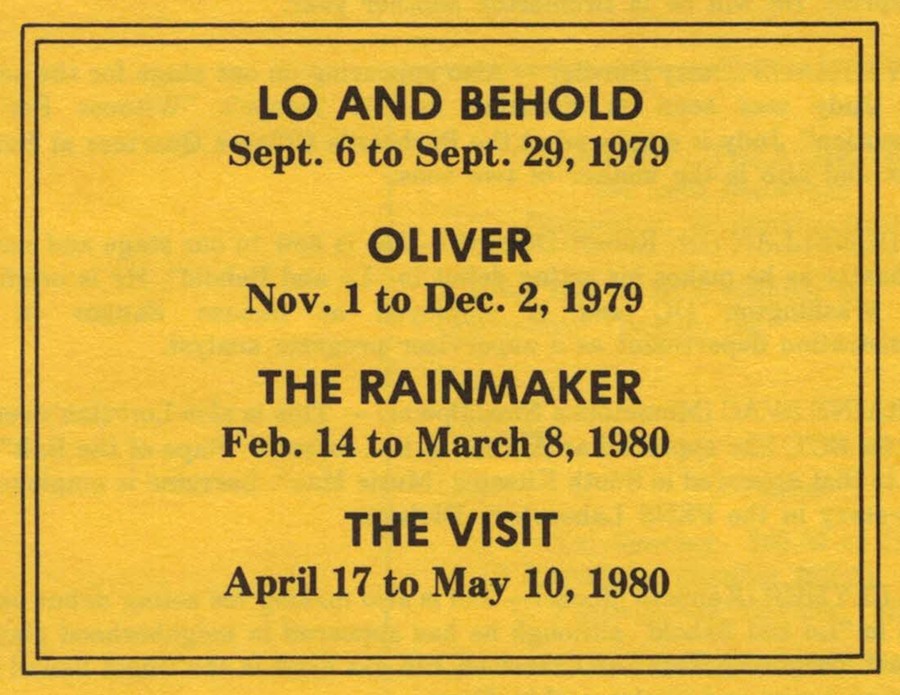 LO AND BEHOLD
Sept. 6 to Sept. 29, 1979
OLIVER
Nov. 1 to Dec. 2, 1979
THE RAINMAKER
Feb. 14 to March 8, 1980
THE VISIT
April 17 to May 10, 1980